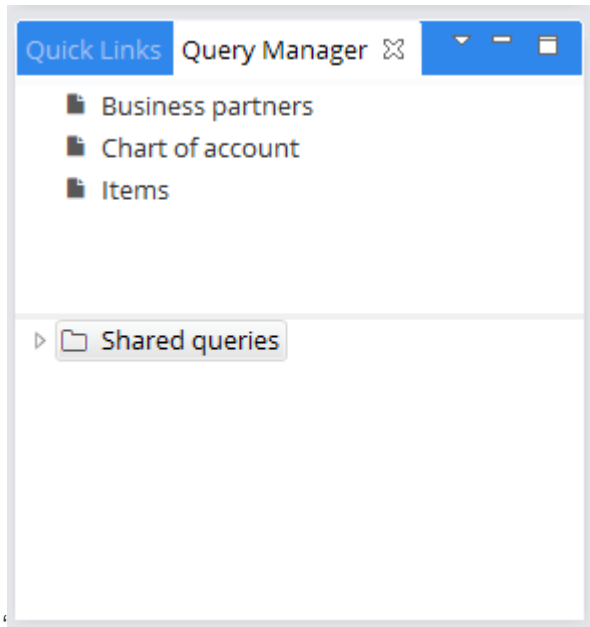 Quick Links Query Manager
Business partners
Chart of account
Items
Shared queries